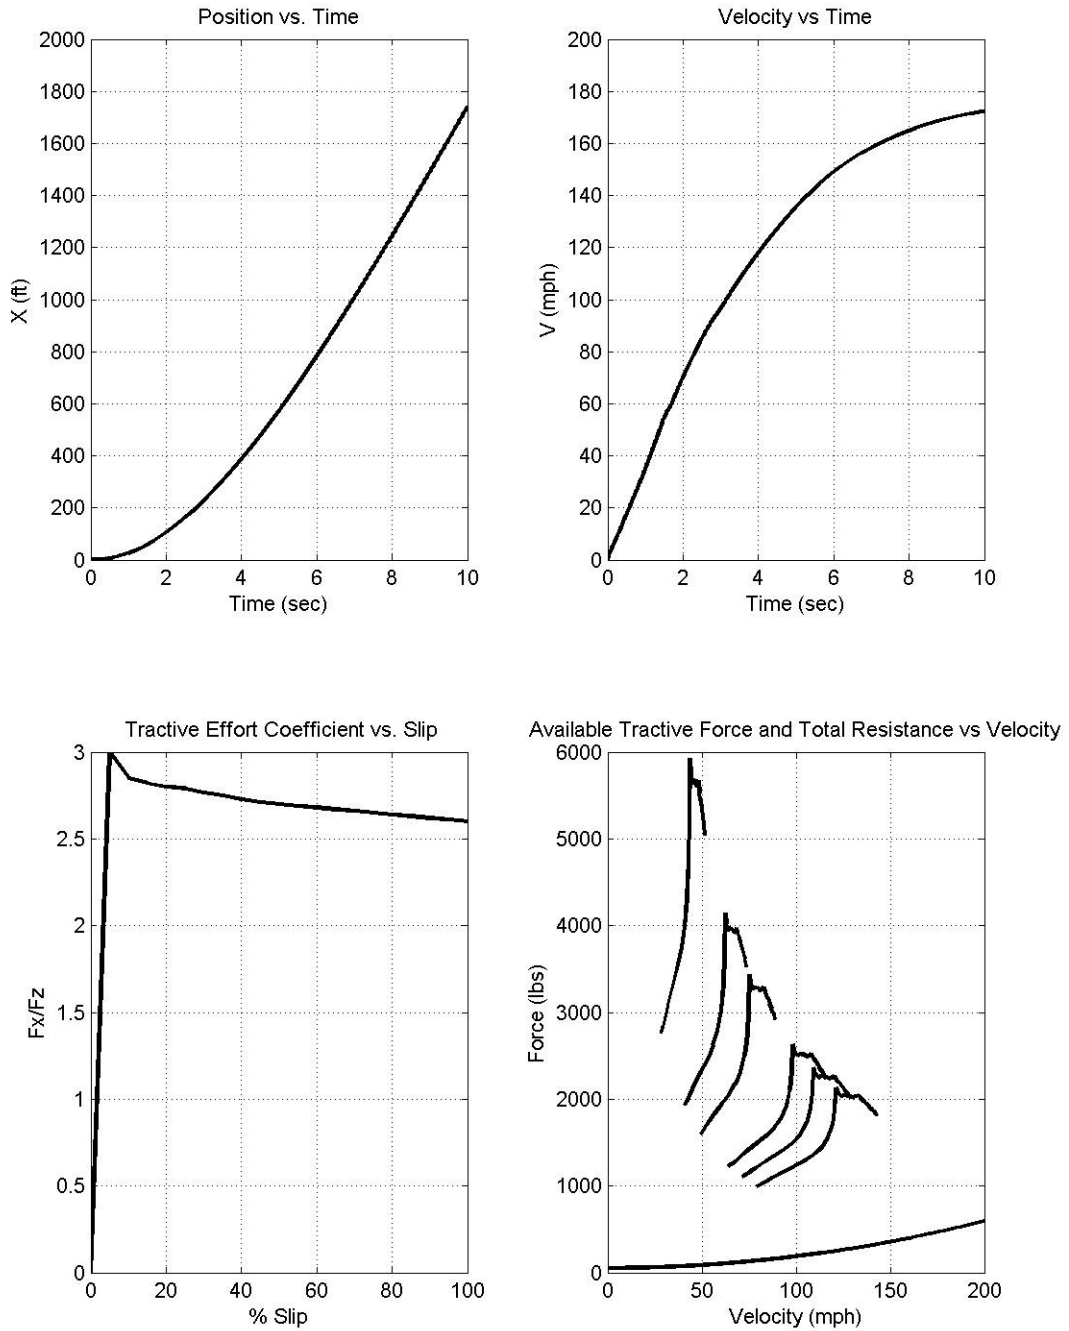 Position vs. Time
2000
1800
1600
1400
1200
1000
800
600
400
200
0
X (ft)
0 2 4 6 8 10
Time (sec)
Velocity vs Time
200
180
160
140
120
100
80
60
40
20
0
V (mph)
0 2 4 6 8 10
Time (sec)
Tractive Effort Coefficient vs. Slip
3
2.5
2
1.5
1
0.5
0
Fx/Fz
0 20 40 60 80 100
% Slip
Available Tractive Force and Total Resistance vs Velocity
6000
5000
4000
3000
2000
1000
0
Force (lbs)
0 50 100 150 200
Velocity (mph)